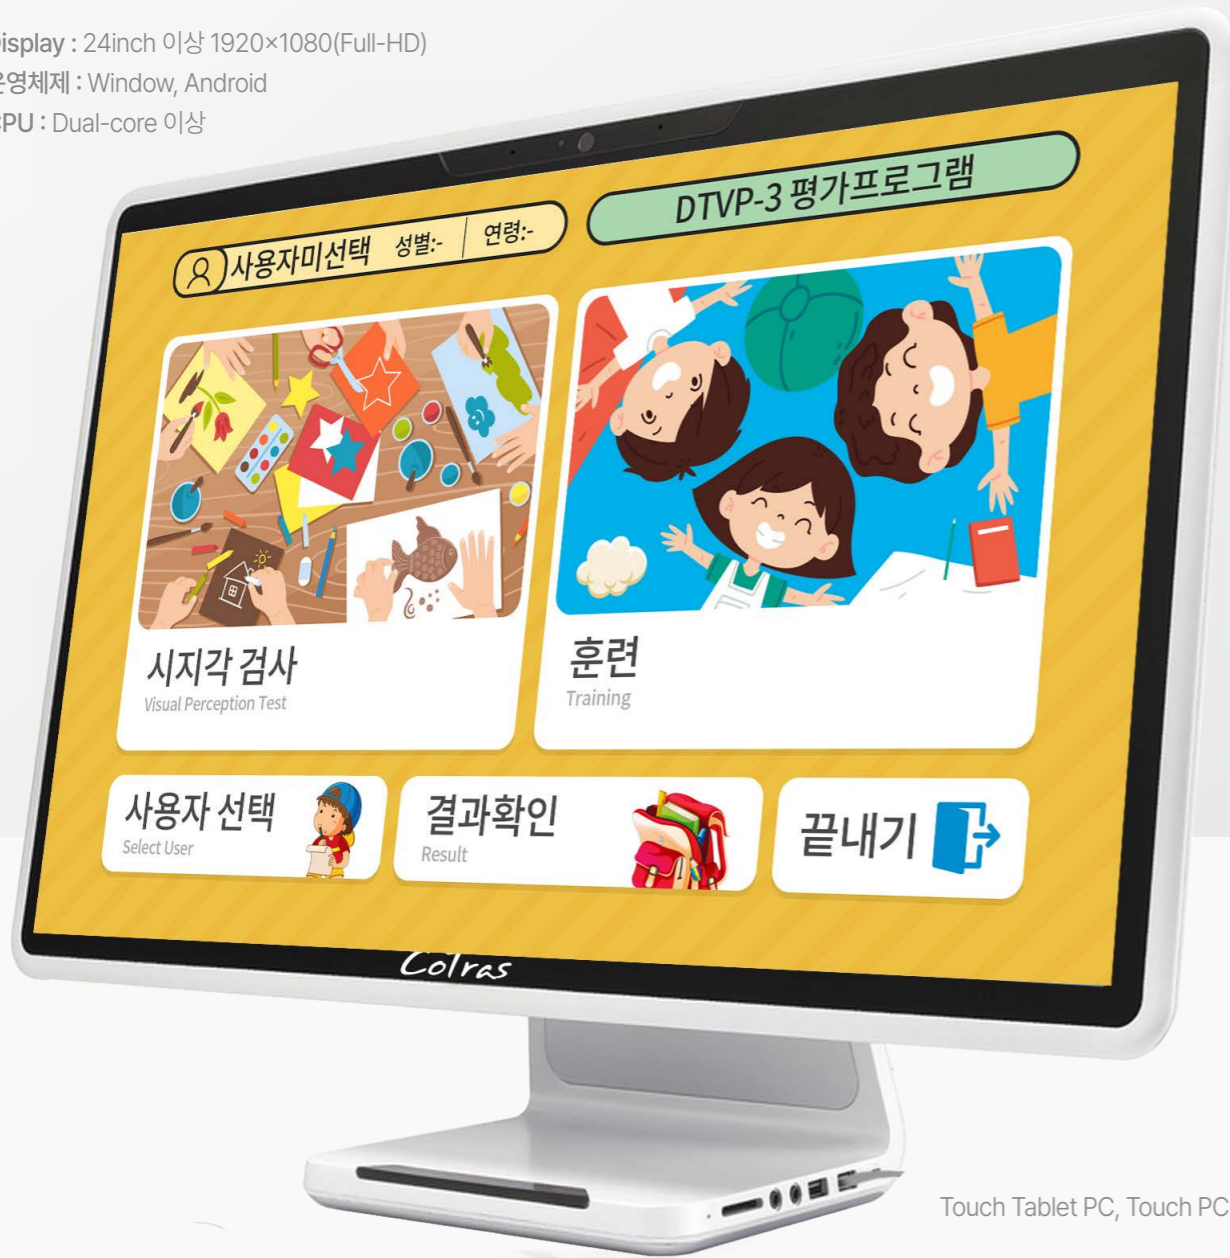 Display : 24inch 이상 1920×1080(Full-HD)
운영체제 : Window, Android
CPU : Dual-core 이상
사용자미선택 성별:- 연령:-
DTVP-3 평가프로그램
시지각 검사
Visual Perception Test
훈련
Training
사용자 선택
Select User
결과확인
Result
끝내기
Colras
Touch Tablet PC, Touch PC